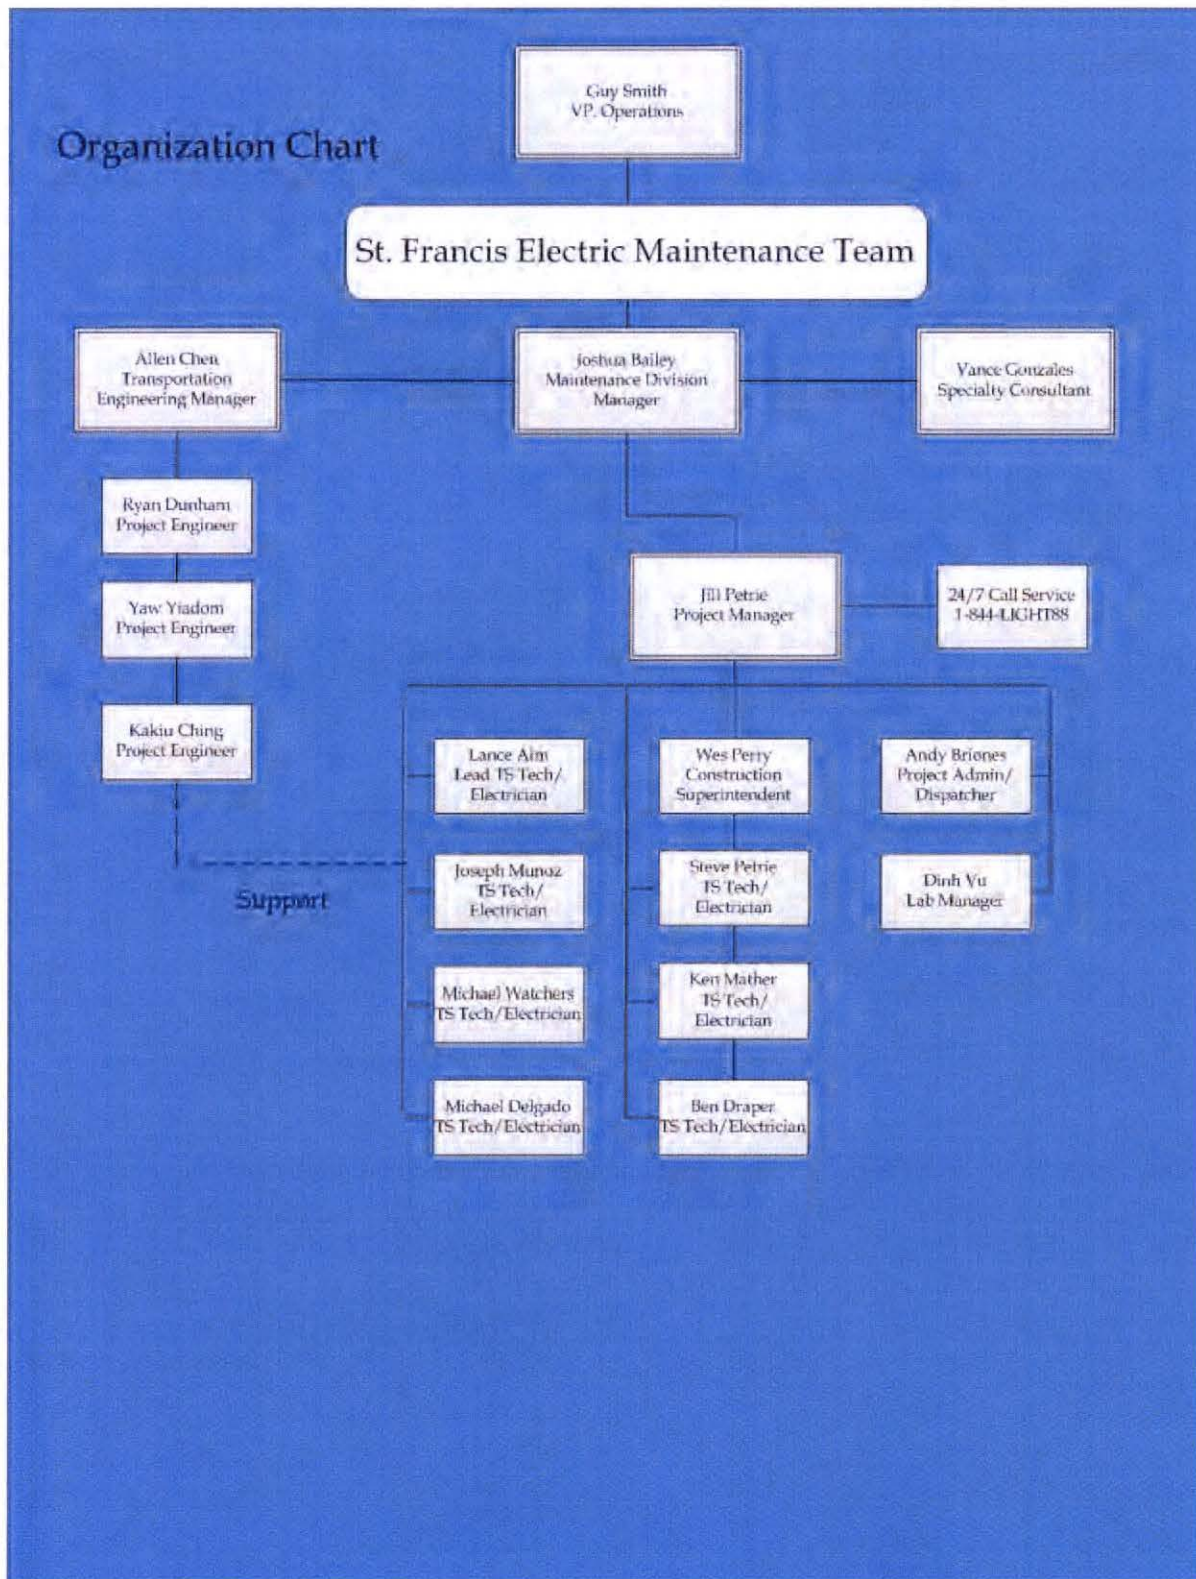 Guy Smith
VP. Operations
Organization Chart
St. Francis Electric Maintenance Team
Allen Chen
Transportation
Engineering Manager
Joshua Bailey
Maintenance Division
Manager
Vance Gonzales
Specialty Consultant
Ryan Dunham
Project Engineer
Yaw Yiadom
Project Engineer
Kakiu Ching
Project Engineer
Jill Petrie
Project Manager
24/7 Call Service
1-844-LIGHT88
Lance Aim
Lead TS Tech/
Electrician
Wes Perry
Construction
Superintendent
Andy Briones
Project Admin/
Dispatcher
Joseph Munoz
TS Tech/
Electrician
Steve Petrie
TS Tech/
Electrician
Dinh Vu
Lab Manager
Support
Michael Watchers
TS Tech/Electrician
Ken Mather
TS Tech/
Electrician
Michael Delgado
TS Tech/Electrician
Ben Draper
TS Tech/Electrician